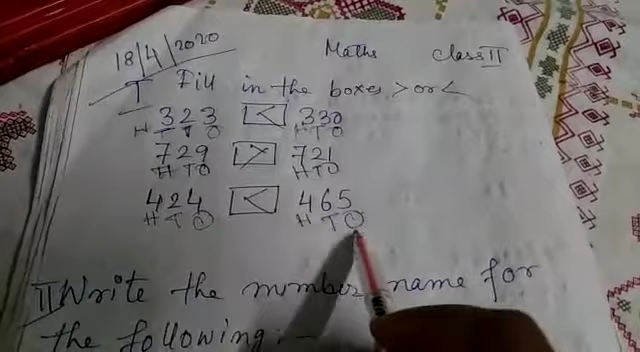 18/4/2020 Maths Class II
I Fill in the boxes > or <
323 < 330
H T O H T O
729 > 721
H T O H T O
424 < 465
H T O H T O
II Write the number name for
the following:-